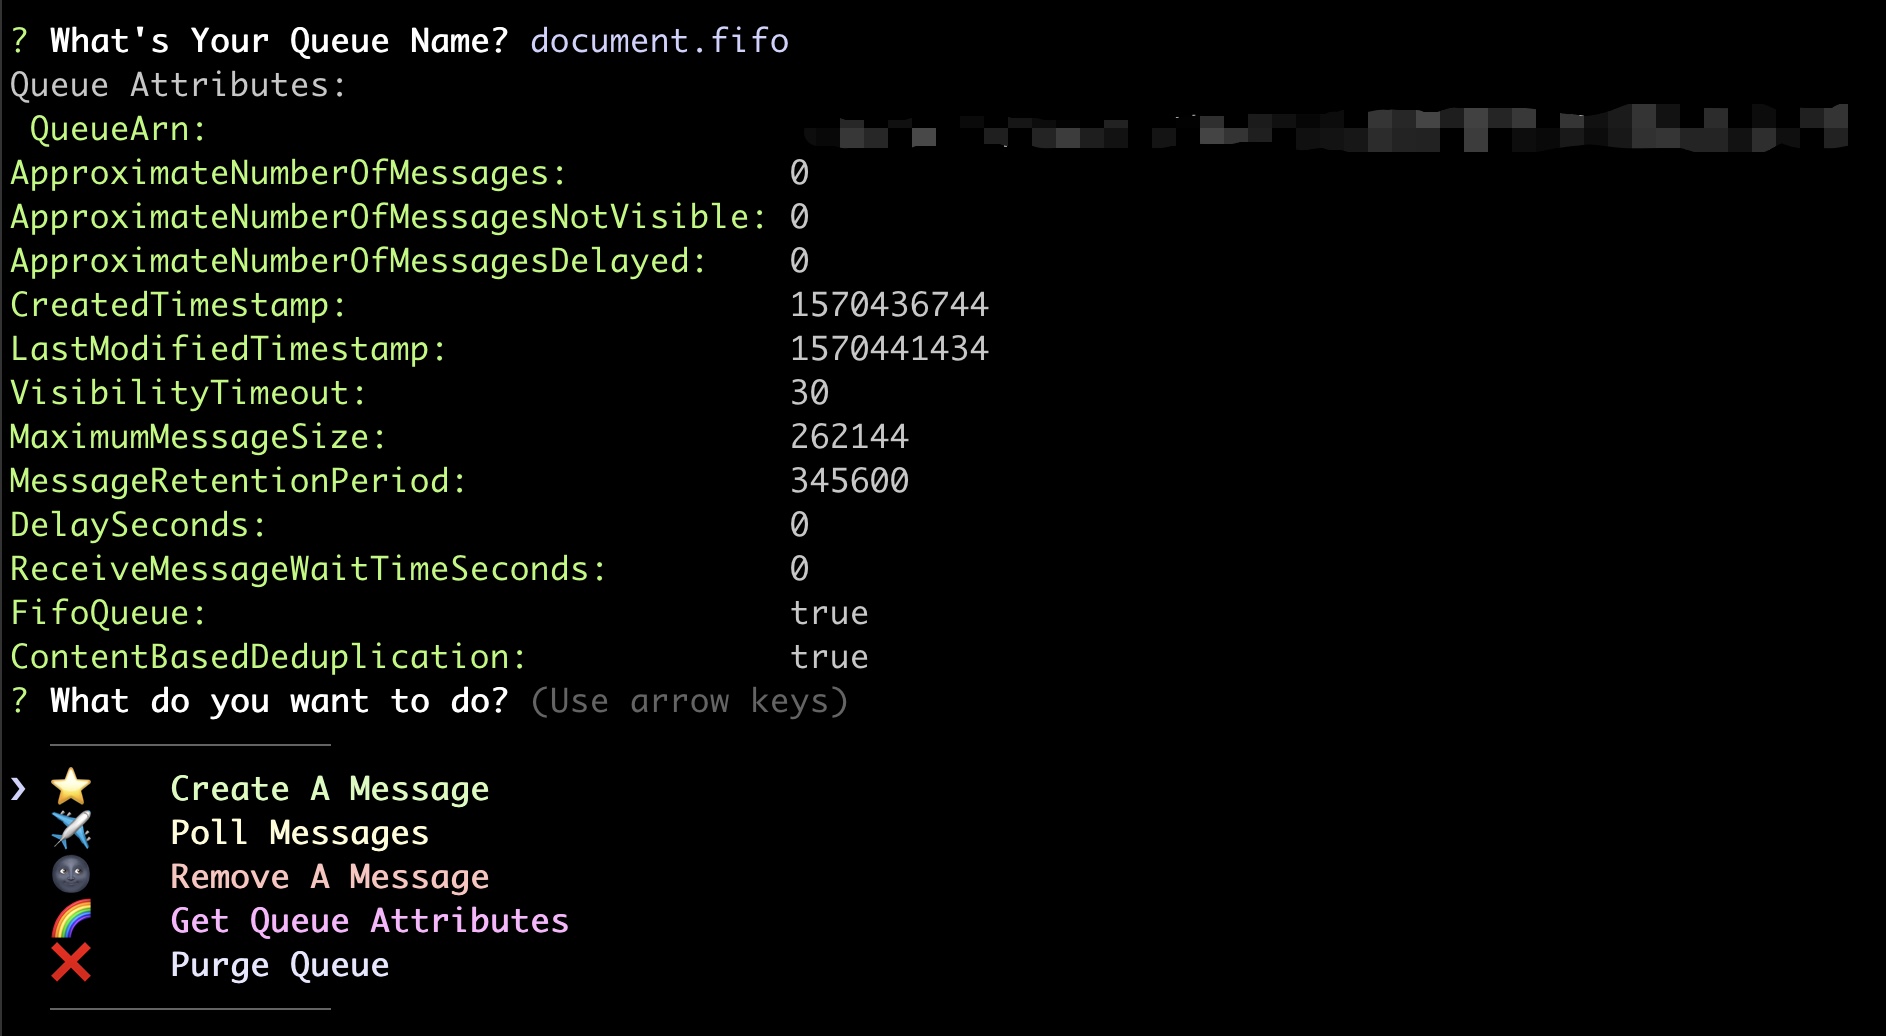 ? What's Your Queue Name? document.fifo
Queue Attributes:
QueueArn:
ApproximateNumberOfMessages: 0
ApproximateNumberOfMessagesNotVisible: 0
ApproximateNumberOfMessagesDelayed: 0
CreatedTimestamp: 1570436744
LastModifiedTimestamp: 1570441434
VisibilityTimeout: 30
MaximumMessageSize: 262144
MessageRetentionPeriod: 345600
DelaySeconds: 0
ReceiveMessageWaitTimeSeconds: 0
FifoQueue: true
ContentBasedDeduplication: true
? What do you want to do? (Use arrow keys)
❯ ⭐ Create A Message
✈️ Poll Messages
🌚 Remove A Message
🌈 Get Queue Attributes
❌ Purge Queue